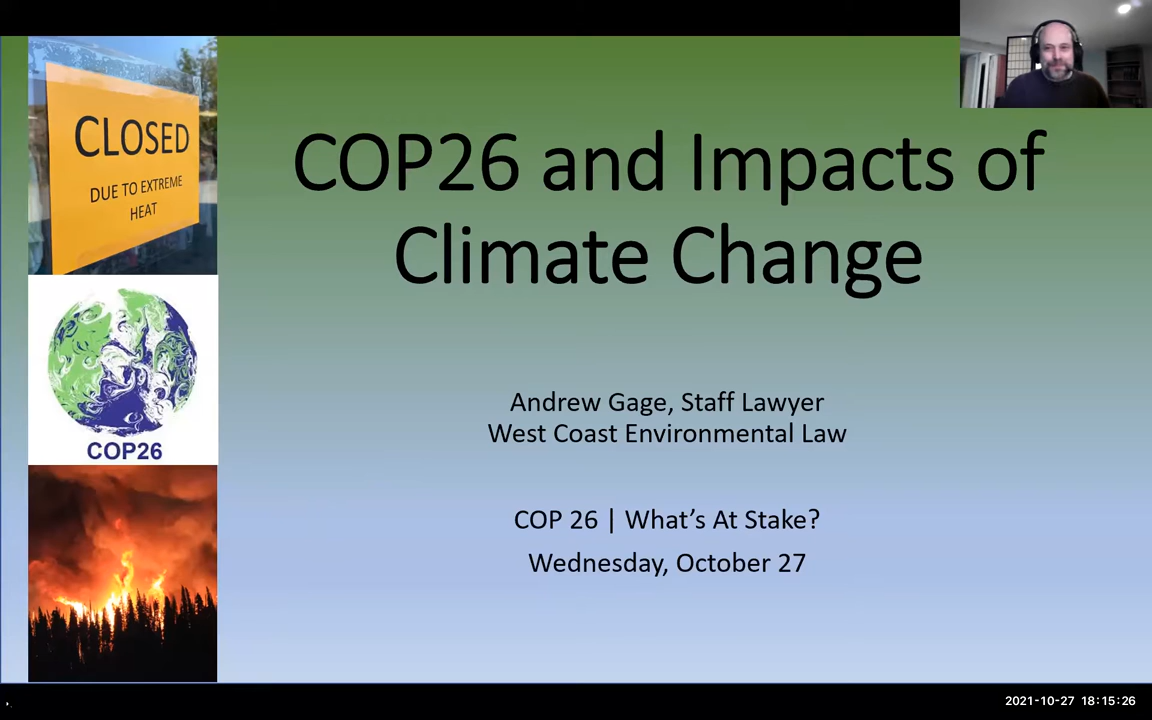 CLOSED
DUE TO EXTREME
HEAT
COP26
COP26 and Impacts of
Climate Change
Andrew Gage, Staff Lawyer
West Coast Environmental Law
COP 26 | What’s At Stake?
Wednesday, October 27
2021-10-27 18:15:26